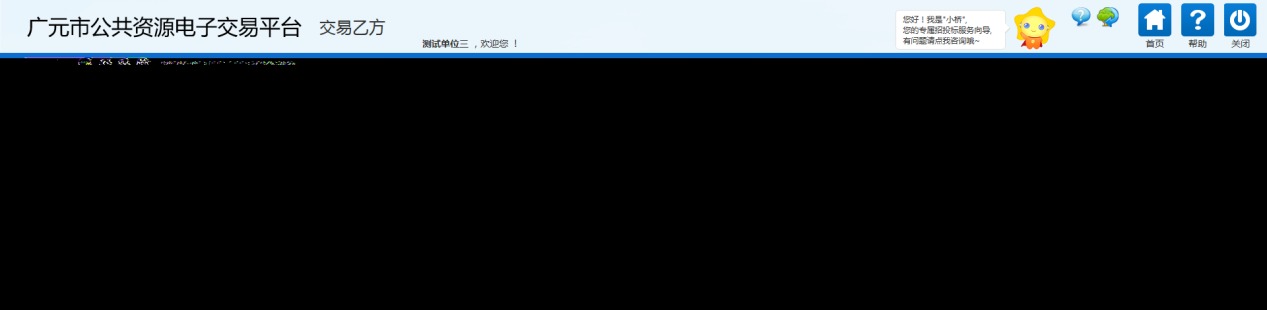 广元市公共资源电子交易平台 交易乙方
测试单位三 ，欢迎您 ！
您好！我是"小桥",
您的专属招投标服务向导,
有问题请点我咨询哦~
首页 帮助 关闭